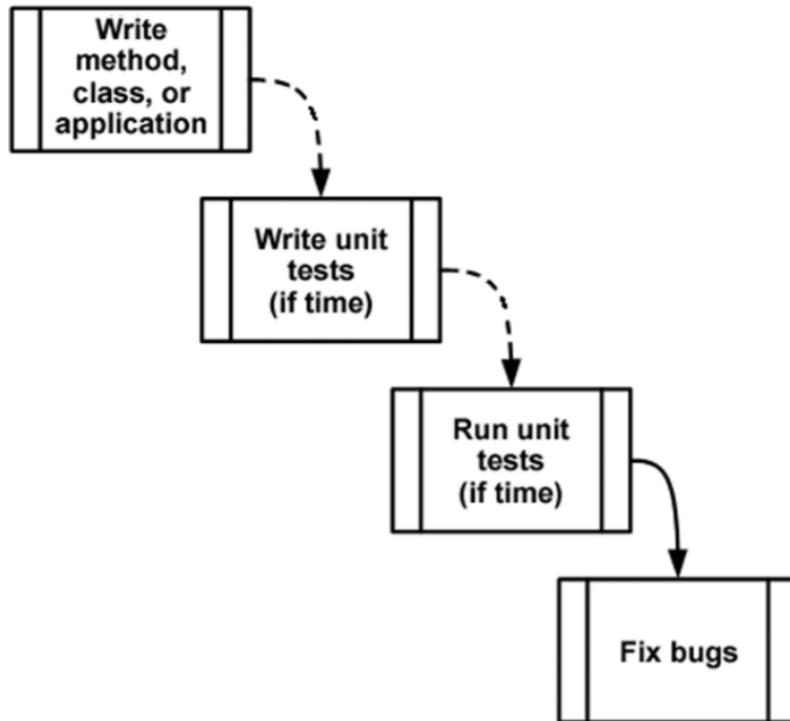 Write
method,
class, or
application
Write unit
tests
(if time)
Run unit
tests
(if time)
Fix bugs